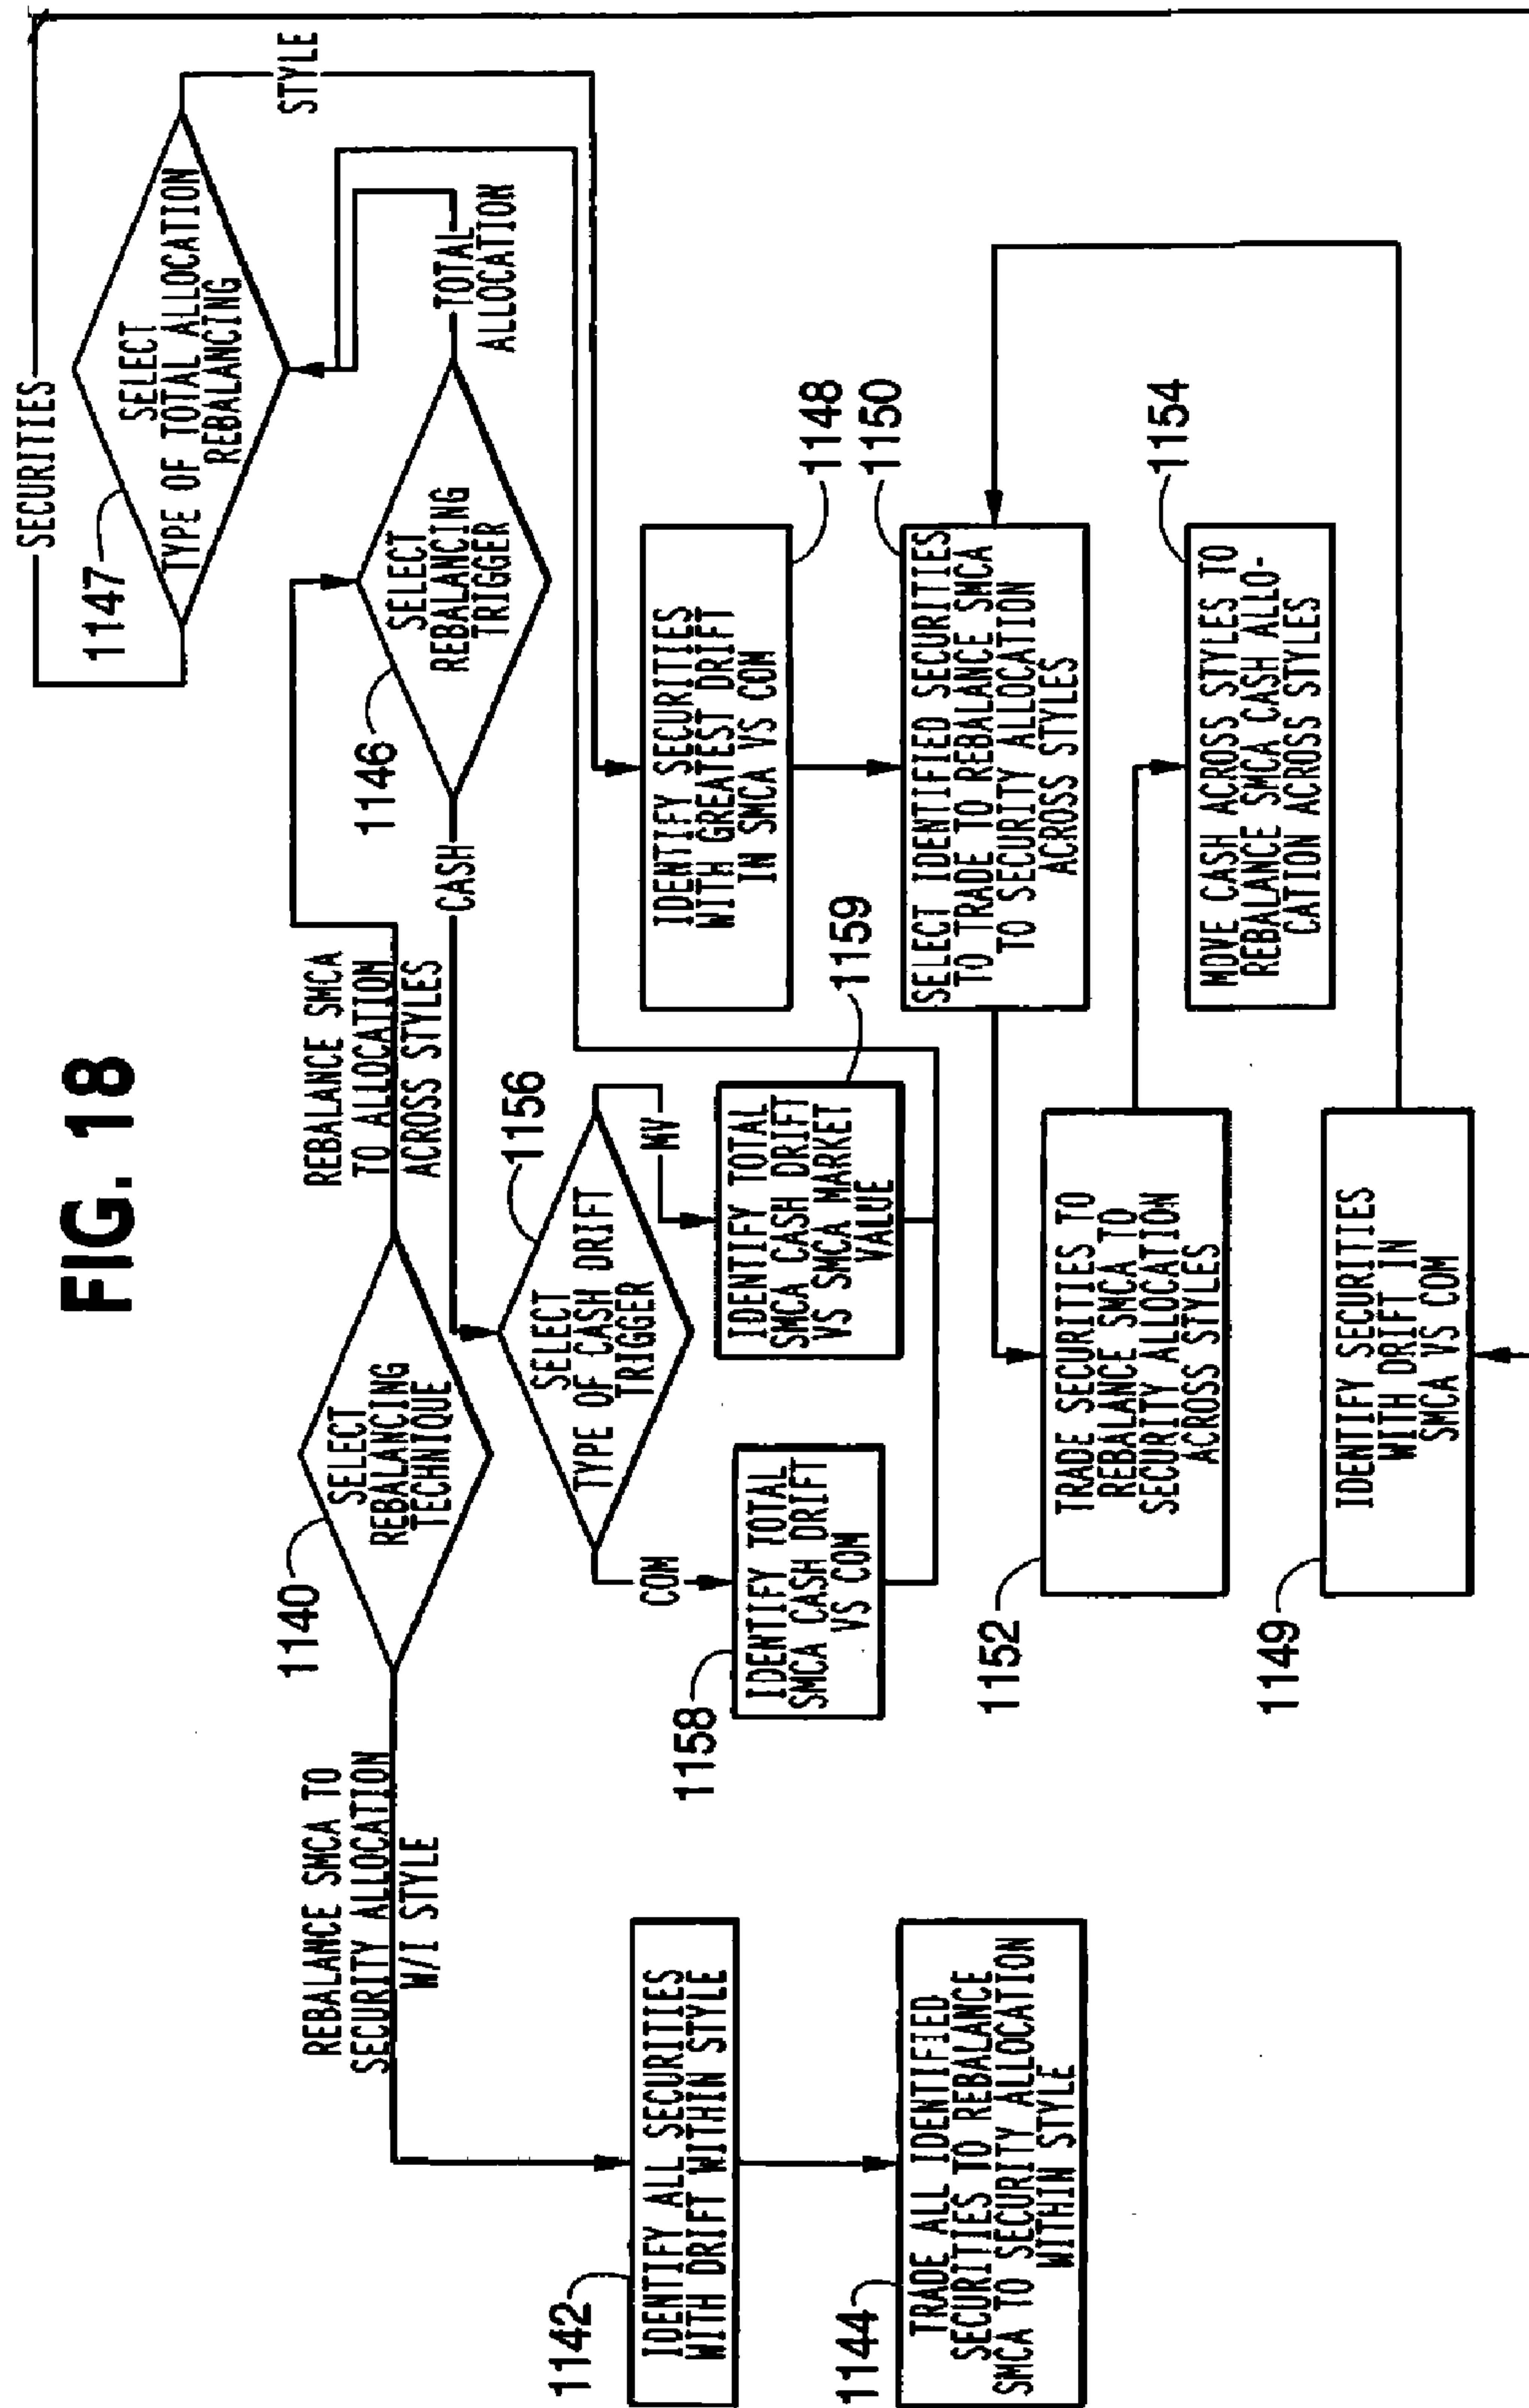 FIG. 18
1140
SELECT
REBALANCING
TECHNIQUE
REBALANCE SMCA TO
SECURITY ALLOCATION
W/I STYLE
REBALANCE SMCA
TO ALLOCATION
ACROSS STYLES
1142
IDENTIFY ALL SECURITIES
WITH DRIFT WITHIN STYLE
1144
TRADE ALL IDENTIFIED
SECURITIES TO REBALANCE
SMCA TO SECURITY ALLOCATION
WITHIN STYLE
1146
SELECT
REBALANCING
TRIGGER
CASH
TOTAL
ALLOCATION
1147
SELECT
TYPE OF TOTAL ALLOCATION
REBALANCING
SECURITIES
STYLE
1156
SELECT
TYPE OF CASH DRIFT
TRIGGER
COM
MV
1158
IDENTIFY TOTAL
SMCA CASH DRIFT
VS COM
1159
IDENTIFY TOTAL
SMCA CASH DRIFT
VS SMCA MARKET
VALUE
1148
IDENTIFY SECURITIES
WITH GREATEST DRIFT
IN SMCA VS COM
1150
SELECT IDENTIFIED SECURITIES
TO TRADE TO REBALANCE SMCA
TO SECURITY ALLOCATION
ACROSS STYLES
1152
TRADE SECURITIES TO
REBALANCE SMCA TO
SECURITY ALLOCATION
ACROSS STYLES
1154
MOVE CASH ACROSS STYLES TO
REBALANCE SMCA CASH ALLO-
CATION ACROSS STYLES
1149
IDENTIFY SECURITIES
WITH DRIFT IN
SMCA VS COM